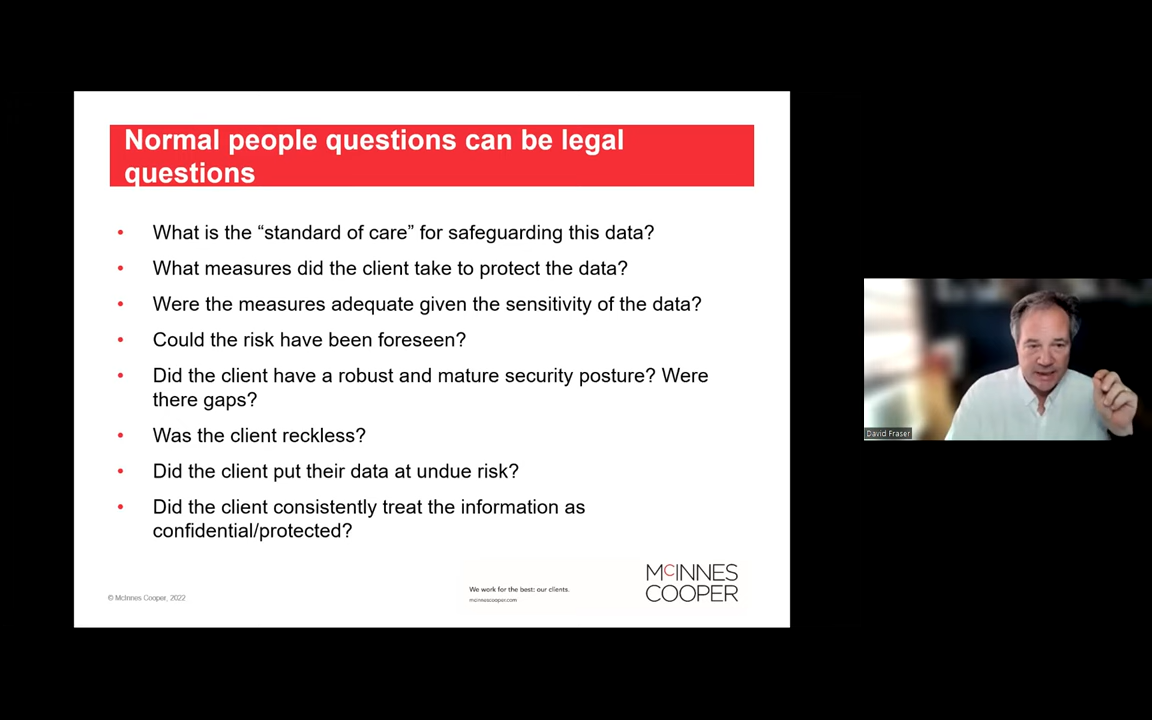 Normal people questions can be legal
questions
• What is the “standard of care” for safeguarding this data?
• What measures did the client take to protect the data?
• Were the measures adequate given the sensitivity of the data?
• Could the risk have been foreseen?
• Did the client have a robust and mature security posture? Were
there gaps?
• Was the client reckless?
• Did the client put their data at undue risk?
• Did the client consistently treat the information as
confidential/protected?
© McInnes Cooper, 2022
We work for the best: our clients.
mcinnescooper.com
McINNES
COOPER
David Fraser